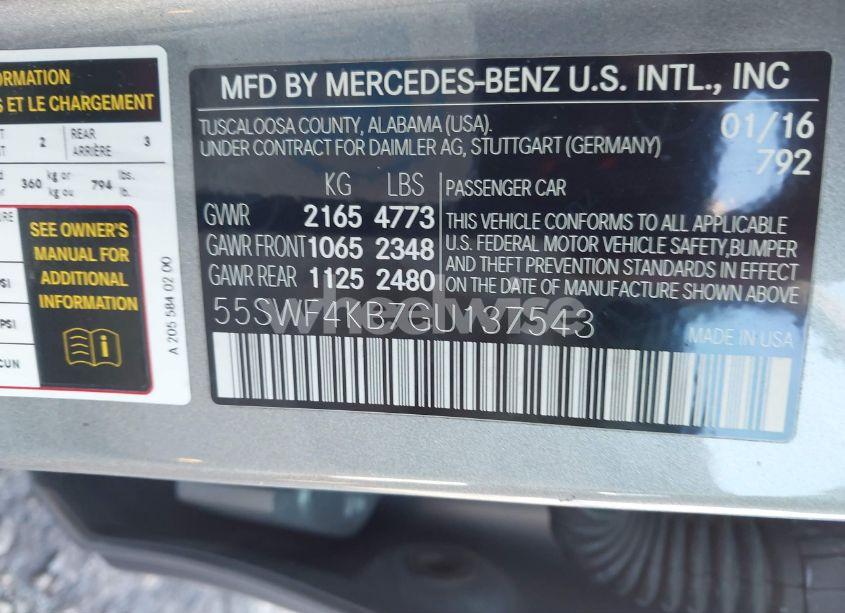 ORMATION
S ET LE CHARGEMENT
2 REAR ARRIÈRE 3
360 kg or kg ou 794 lbs. lb.
SEE OWNER'S
MANUAL FOR
ADDITIONAL
INFORMATION
PSI
PSI
CUN
A 205 584 02 00
MFD BY MERCEDES-BENZ U.S. INTL., INC
TUSCALOOSA COUNTY, ALABAMA (USA). 01/16
UNDER CONTRACT FOR DAIMLER AG, STUTTGART (GERMANY) 792
KG LBS PASSENGER CAR
GVWR 2165 4773
GAWR FRONT 1065 2348
GAWR REAR 1125 2480
THIS VEHICLE CONFORMS TO ALL APPLICABLE
U.S. FEDERAL MOTOR VEHICLE SAFETY,BUMPER
AND THEFT PREVENTION STANDARDS IN EFFECT
ON THE DATE OF MANUFACTURE SHOWN ABOVE
55SWF4KB7GU137543 MADE IN USA
wheelwise